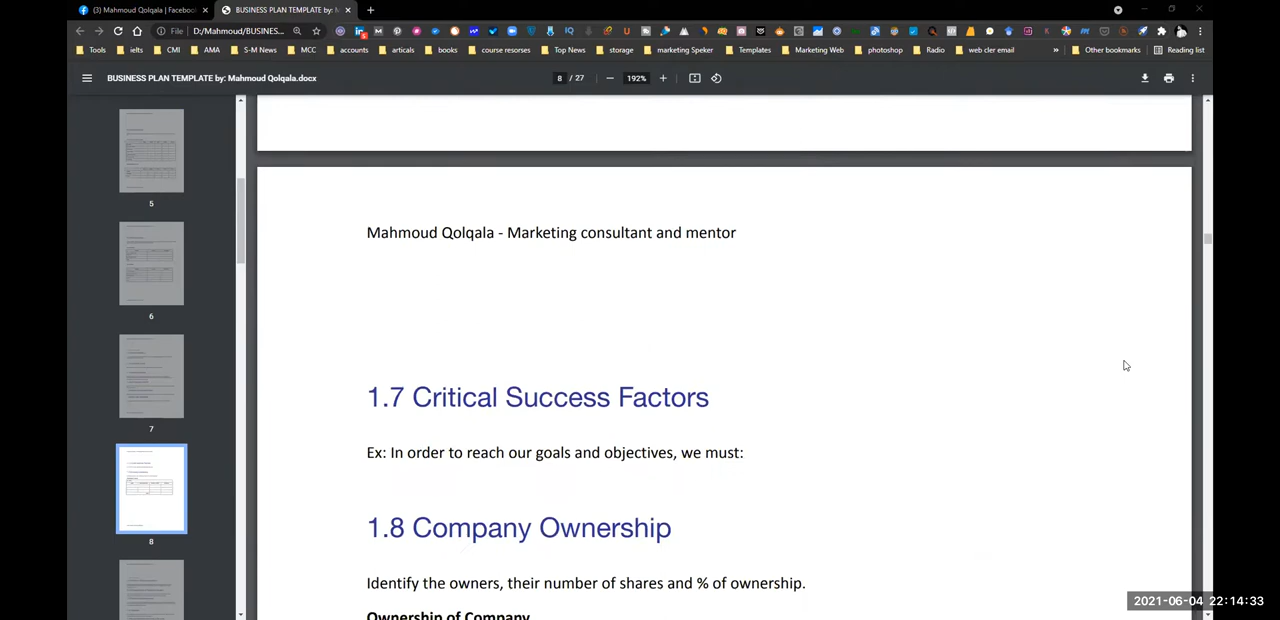 (3) Mahmoud Qolqala | Facebook
BUSINESS PLAN TEMPLATE by: M
File
D:/Mahmoud/BUSINES...
Tools
ielts
CMI
AMA
S-M News
MCC
accounts
articals
books
course resorses
Top News
storage
marketing Speker
Templates
Marketing Web
photoshop
Radio
web cler email
»
Other bookmarks
Reading list
BUSINESS PLAN TEMPLATE by: Mahmoud Qolqala.docx
8 / 27
192%
5
6
7
8
Mahmoud Qolqala - Marketing consultant and mentor
1.7 Critical Success Factors
Ex: In order to reach our goals and objectives, we must:
1.8 Company Ownership
Identify the owners, their number of shares and % of ownership.
Ownership of Company
2021-06-04 22:14:33